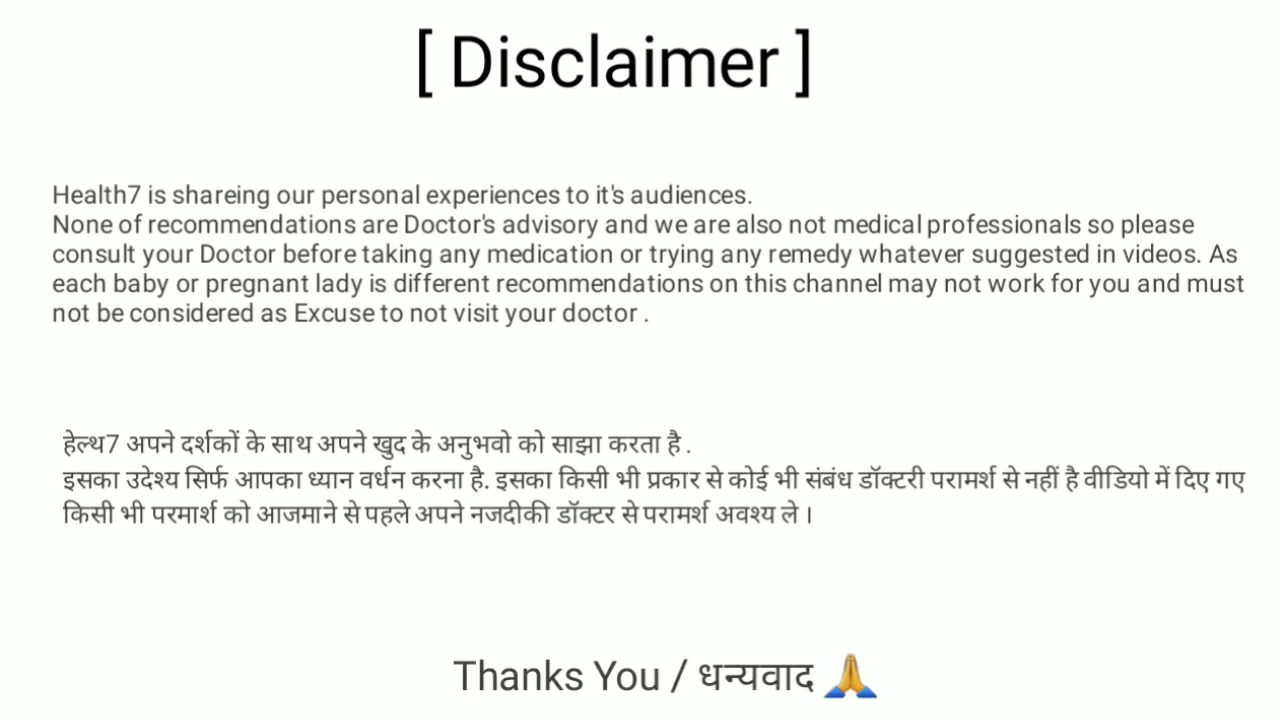 [ Disclaimer ]
Health7 is shareing our personal experiences to it's audiences.
None of recommendations are Doctor's advisory and we are also not medical professionals so please
consult your Doctor before taking any medication or trying any remedy whatever suggested in videos. As
each baby or pregnant lady is different recommendations on this channel may not work for you and must
not be considered as Excuse to not visit your doctor .
हेल्थ7 अपने दर्शकों के साथ अपने खुद के अनुभवो को साझा करता है .
इसका उदेश्य सिर्फ आपका ध्यान वर्धन करना है. इसका किसी भी प्रकार से कोई भी संबंध डॉक्टरी परामर्श से नहीं है वीडियो में दिए गए
किसी भी परमार्श को आजमाने से पहले अपने नजदीकी डॉक्टर से परामर्श अवश्य ले ।
Thanks You / धन्यवाद 🙏